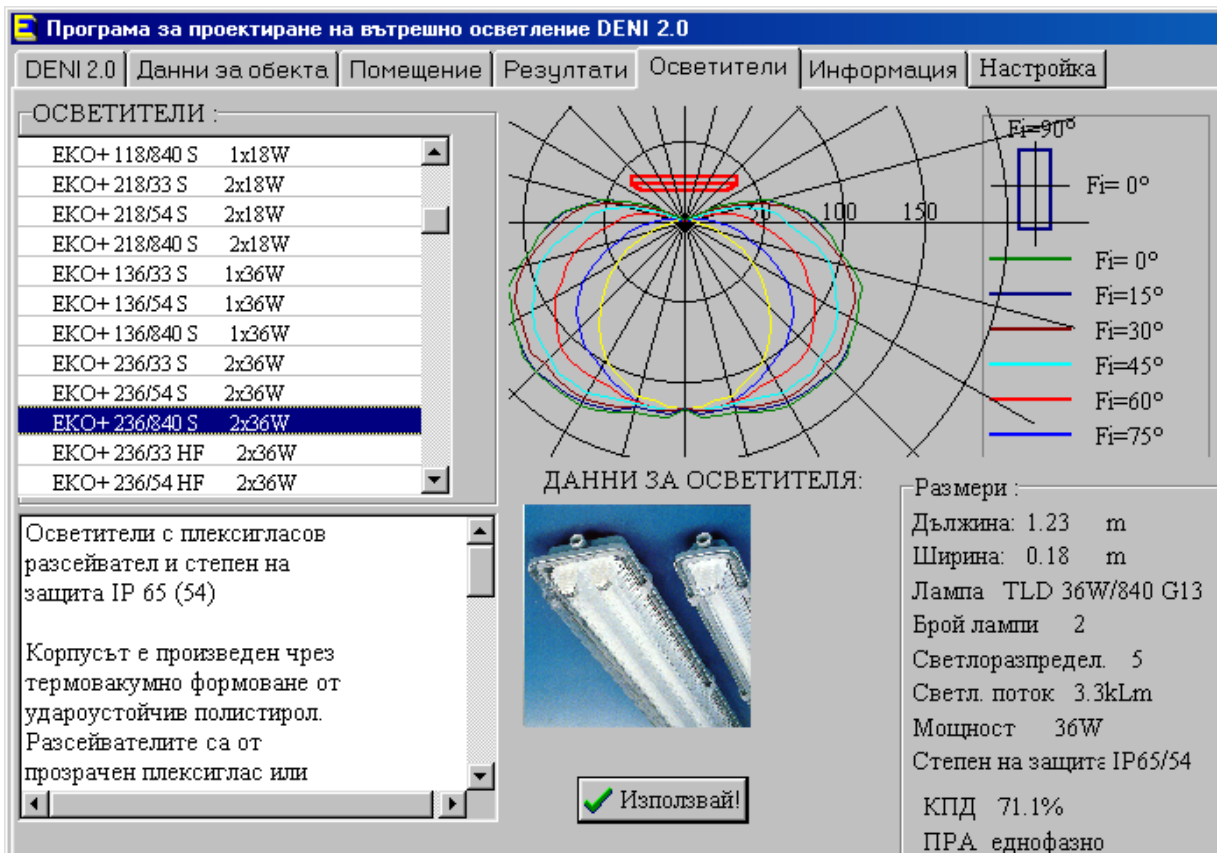 Програма за проектиране на вътрешно осветление DENI 2.0
DENI 2.0 Данни за обекта Помещение Резултати Осветители Информация Настройка
ОСВЕТИТЕЛИ :
EKO+ 118/840 S 1x18W
EKO+ 218/33 S 2x18W
EKO+ 218/54 S 2x18W
EKO+ 218/840 S 2x18W
EKO+ 136/33 S 1x36W
EKO+ 136/54 S 1x36W
EKO+ 136/840 S 1x36W
EKO+ 236/33 S 2x36W
EKO+ 236/54 S 2x36W
EKO+ 236/840 S 2x36W
EKO+ 236/33 HF 2x36W
EKO+ 236/54 HF 2x36W
50 100 150
Fi=90°
Fi= 0°
Fi= 0°
Fi=15°
Fi=30°
Fi=45°
Fi=60°
Fi=75°
Осветители с плексигласов
разсейвател и степен на
защита IP 65 (54)
Корпусът е произведен чрез
термовакумно формоване от
удароустойчив полистирол.
Разсейвателите са от
прозрачен плексиглас или
ДАННИ ЗА ОСВЕТИТЕЛЯ:
Използвай!
Размери :
Дължина: 1.23 m
Ширина: 0.18 m
Лампа TLD 36W/840 G13
Брой лампи 2
Светлоразпредел. 5
Светл. поток 3.3kLm
Мощност 36W
Степен на защита IP65/54
КПД 71.1%
ПРА еднофазно